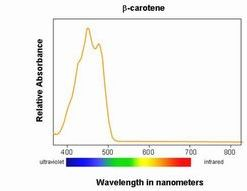 β-carotene
Relative Absorbance
400 500 600 700 800
ultraviolet infrared
Wavelength in nanometers